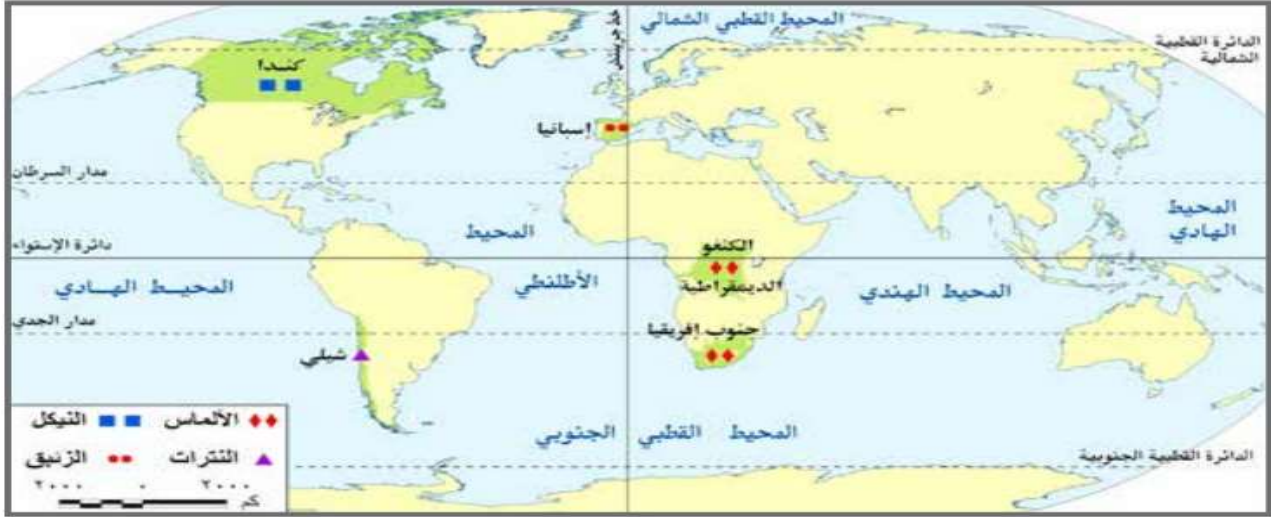 المحيط القطبي الشمالي
خط جرينتش
الدائرة القطبية
الشمالية
كندا
إسبانيا
مدار السرطان
المحيط
الهادي
المحيط
الأطلنطي
دائرة الإستواء
الكنغو
الديمقراطية
المحيط الهادي
المحيط الهندي
مدار الجدي
جنوب إفريقيا
شيلي
المحيط القطبي الجنوبي
الدائرة القطبية الجنوبية
الألماس
النيكل
النترات
الزئبق
٢٠٠٠ ٠ ٢٠٠٠
كم